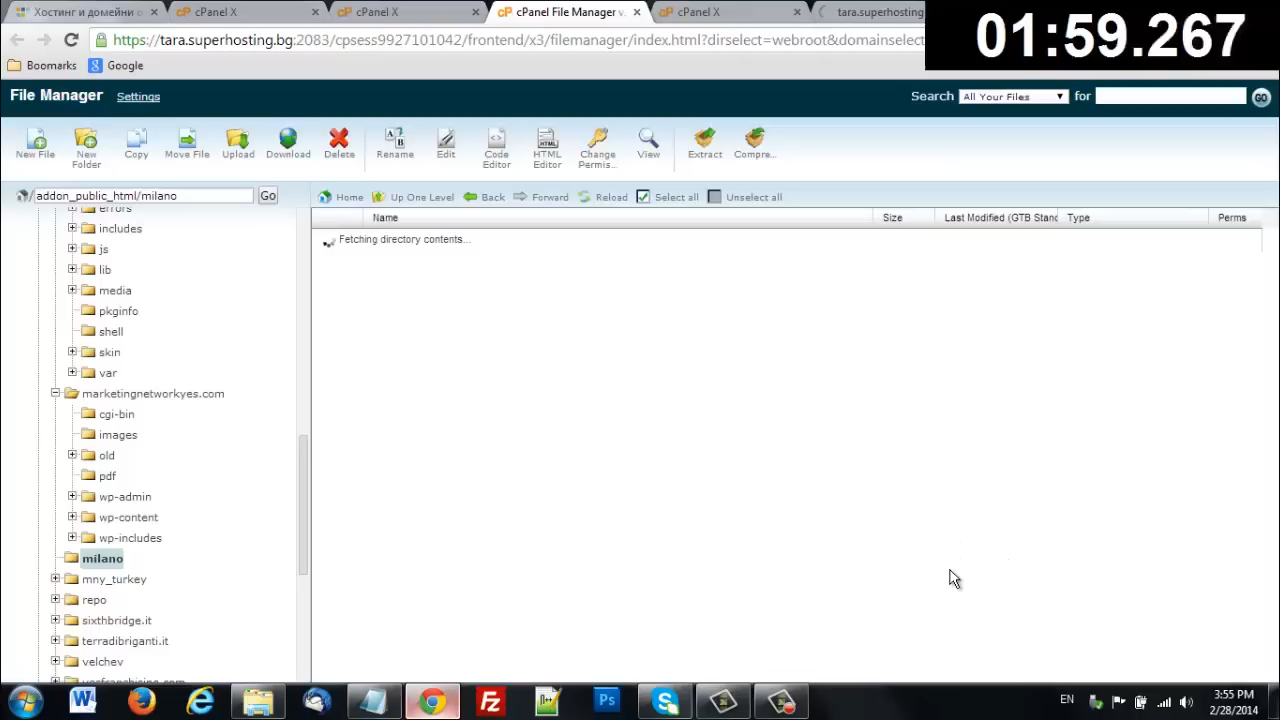 Хостинг и домейни о
cPanel X
cPanel X
cPanel File Manager v
cPanel X
tara.superhosting.bg
01:59.267
https://tara.superhosting.bg:2083/cpsess9927101042/frontend/x3/filemanager/index.html?dirselect=webroot&domainselect
Boomarks
Google
File Manager
Settings
Search
All Your Files
for
GO
New File
New Folder
Copy
Move File
Upload
Download
Delete
Rename
Edit
Code Editor
HTML Editor
Change Permis...
View
Extract
Compre...
addon_public_html/milano
Go
Home
Up One Level
Back
Forward
Reload
Select all
Unselect all
Name
Size
Last Modified (GTB Stand
Type
Perms
Fetching directory contents...
errors
includes
js
lib
media
pkginfo
shell
skin
var
marketingnetworkyes.com
cgi-bin
images
old
pdf
wp-admin
wp-content
wp-includes
milano
mny_turkey
repo
sixthbridge.it
terradibriganti.it
velchev
yesfranchising.com
EN
3:55 PM
2/28/2014